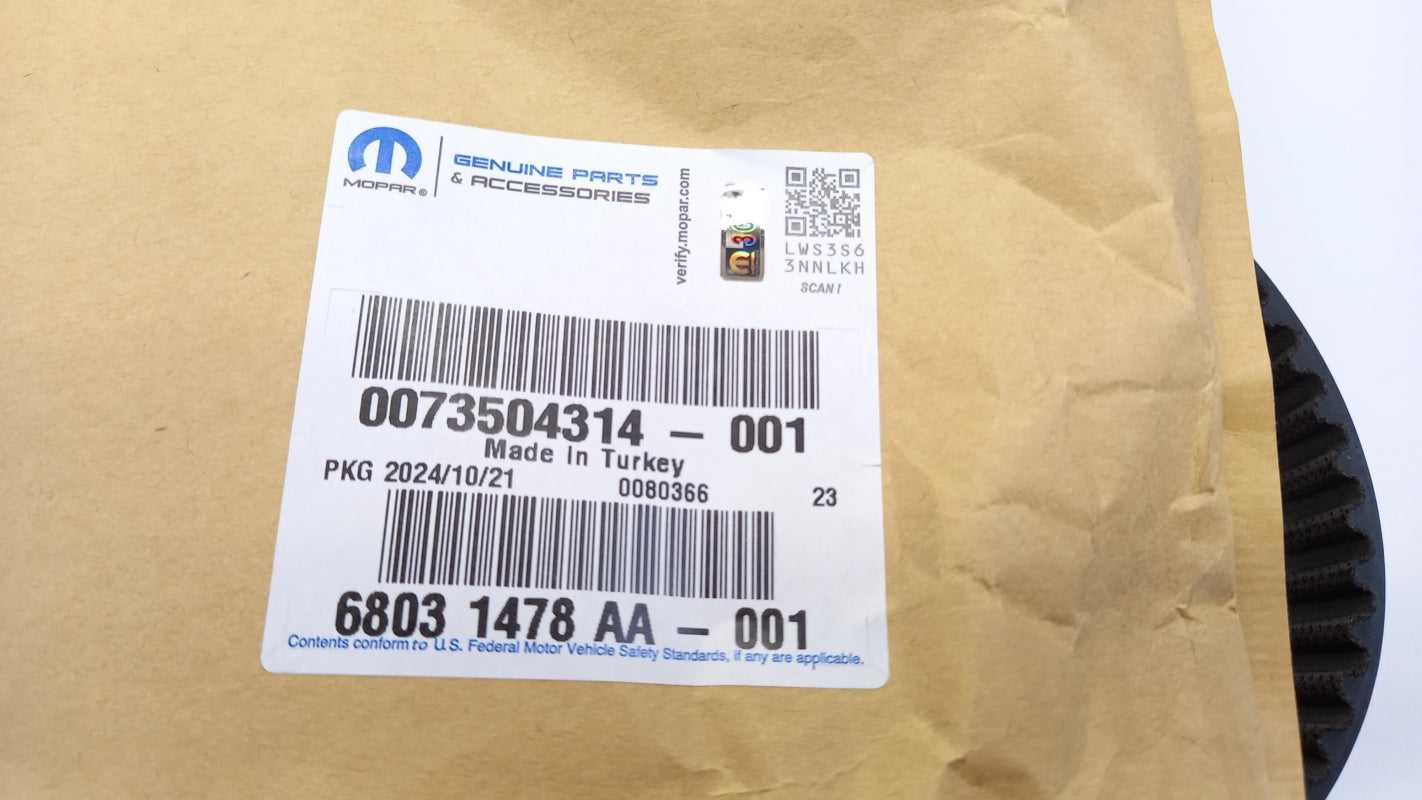 MOPAR®
GENUINE PARTS
& ACCESSORIES
verify.mopar.com
LWS3S6
3NNLKH
SCAN!
0073504314 - 001
Made in Turkey
PKG 2024/10/21 0080366 23
6803 1478 AA - 001
Contents conform to U.S. Federal Motor Vehicle Safety Standards, if any are applicable.